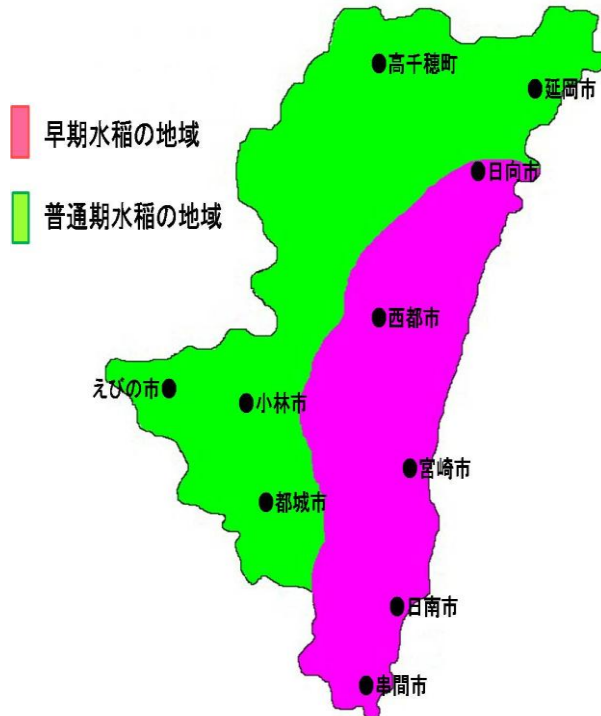 高千穂町
延岡市
早期水稲の地域
日向市
普通期水稲の地域
西都市
えびの市
小林市
宮崎市
都城市
日南市
串間市